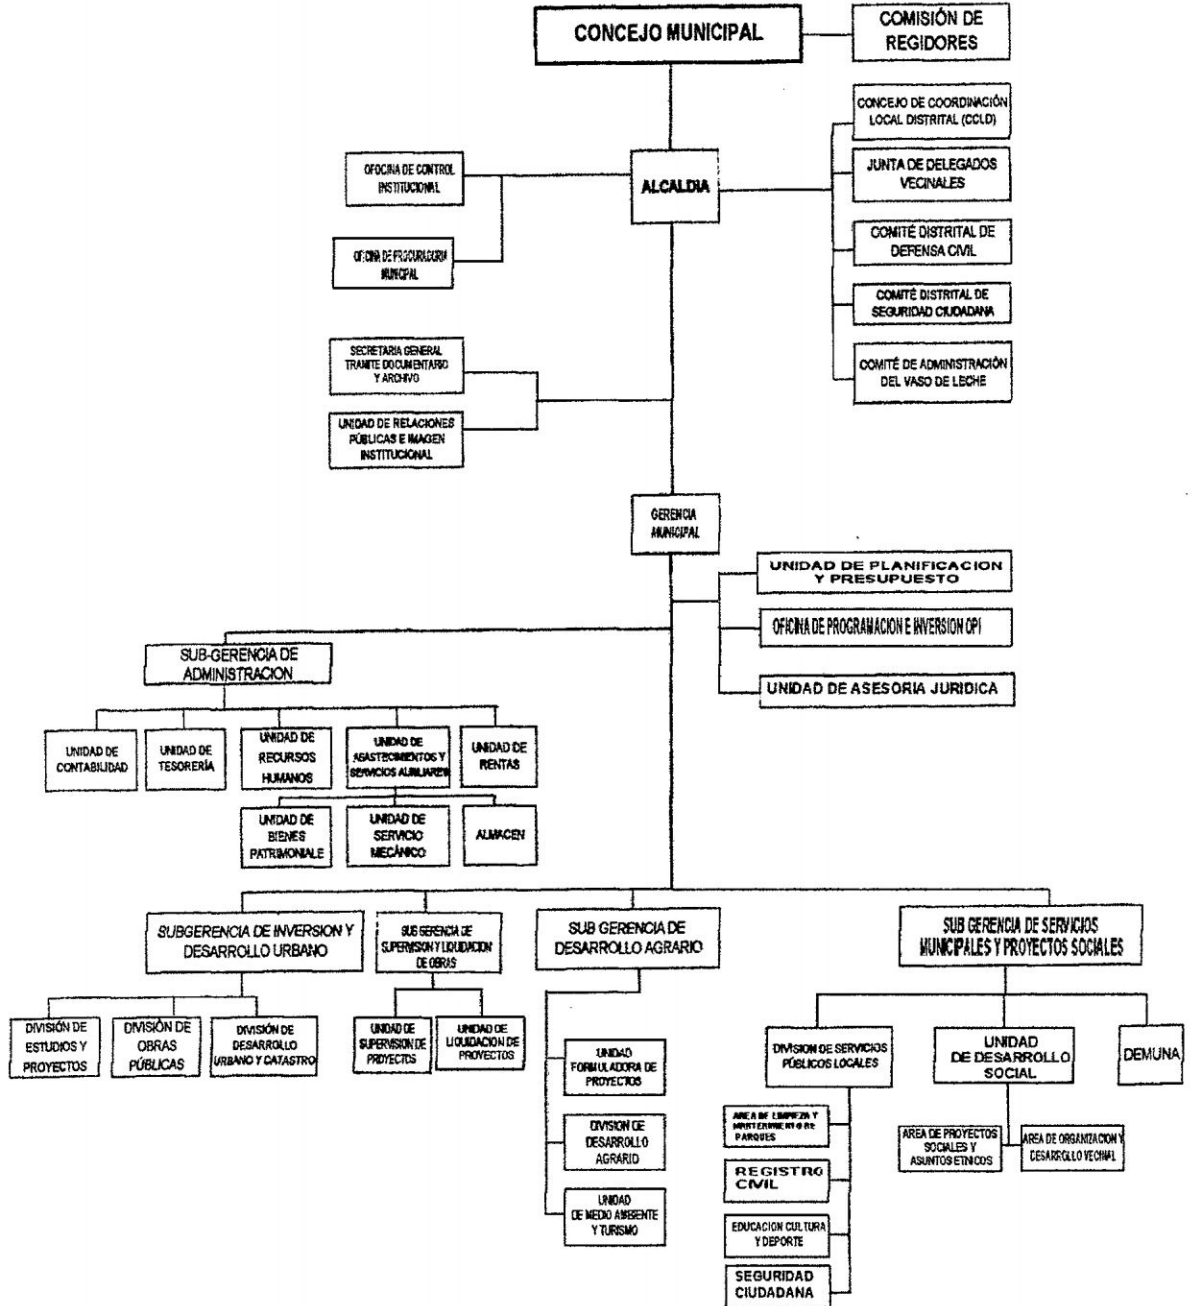 CONCEJO MUNICIPAL
COMISIÓN DE
REGIDORES
CONCEJO DE COORDINACIÓN
LOCAL DISTRITAL (CCLD)
JUNTA DE DELEGADOS
VECINALES
COMITÉ DISTRITAL DE
DEFENSA CIVIL
COMITÉ DISTRITAL DE
SEGURIDAD CIUDADANA
COMITÉ DE ADMINISTRACIÓN
DEL VASO DE LECHE
ALCALDIA
OFOCINA DE CONTROL
INSTITUCIONAL
OFICINA DE PROCURADORIA
MUNICIPAL
SECRETARIA GENERAL
TRAMITE DOCUMENTARIO
Y ARCHIVO
UNIDAD DE RELACIONES
PÚBLICAS E IMAGEN
INSTITUCIONAL
GERENCIA
MUNICIPAL
UNIDAD DE PLANIFICACION
Y PRESUPUESTO
OFICINA DE PROGRAMACION E INVERSION OPI
UNIDAD DE ASESORIA JURIDICA
SUB-GERENCIA DE
ADMINISTRACION
UNIDAD DE
CONTABILIDAD
UNIDAD DE
TESORERÍA
UNIDAD DE
RECURSOS
HUMANOS
UNIDAD DE
ABASTECIMIENTOS Y
SERVICIOS AUXILIARES
UNIDAD DE
RENTAS
UNIDAD DE
BIENES
PATRIMONIALE
UNIDAD DE
SERVICIO
MECÁNICO
ALMACEN
SUBGERENCIA DE INVERSION Y
DESARROLLO URBANO
SUB GERENCIA DE
SUPERVISION Y LIQUIDACION
DE OBRAS
SUB GERENCIA DE
DESARROLLO AGRARIO
SUB GERENCIA DE SERVICIOS
MUNICIPALES Y PROYECTOS SOCIALES
DIVISIÓN DE
ESTUDIOS Y
PROYECTOS
DIVISIÓN DE
OBRAS
PÚBLICAS
DIVISIÓN DE
DESARROLLO
URBANO Y CATASTRO
UNIDAD DE
SUPERVISION DE
PROYECTOS
UNIDAD DE
LIQUIDACION DE
PROYECTOS
UNIDAD
FORMULADORA DE
PROYECTOS
DIVISION DE
DESARROLLO
AGRARIO
UNIDAD
DE MEDIO AMBIENTE
Y TURISMO
DIVISION DE SERVICIOS
PÚBLICOS LOCALES
UNIDAD
DE DESARROLLO
SOCIAL
DEMUNA
AREA DE LIMPIEZA Y
MANTENIMIENTO DE
PARQUES
REGISTRO
CIVIL
EDUCACION CULTURA
Y DEPORTE
SEGURIDAD
CIUDADANA
AREA DE PROYECTOS
SOCIALES Y
ASUNTOS ETNICOS
AREA DE ORGANIZACION Y
DESARROLLO VECINAL